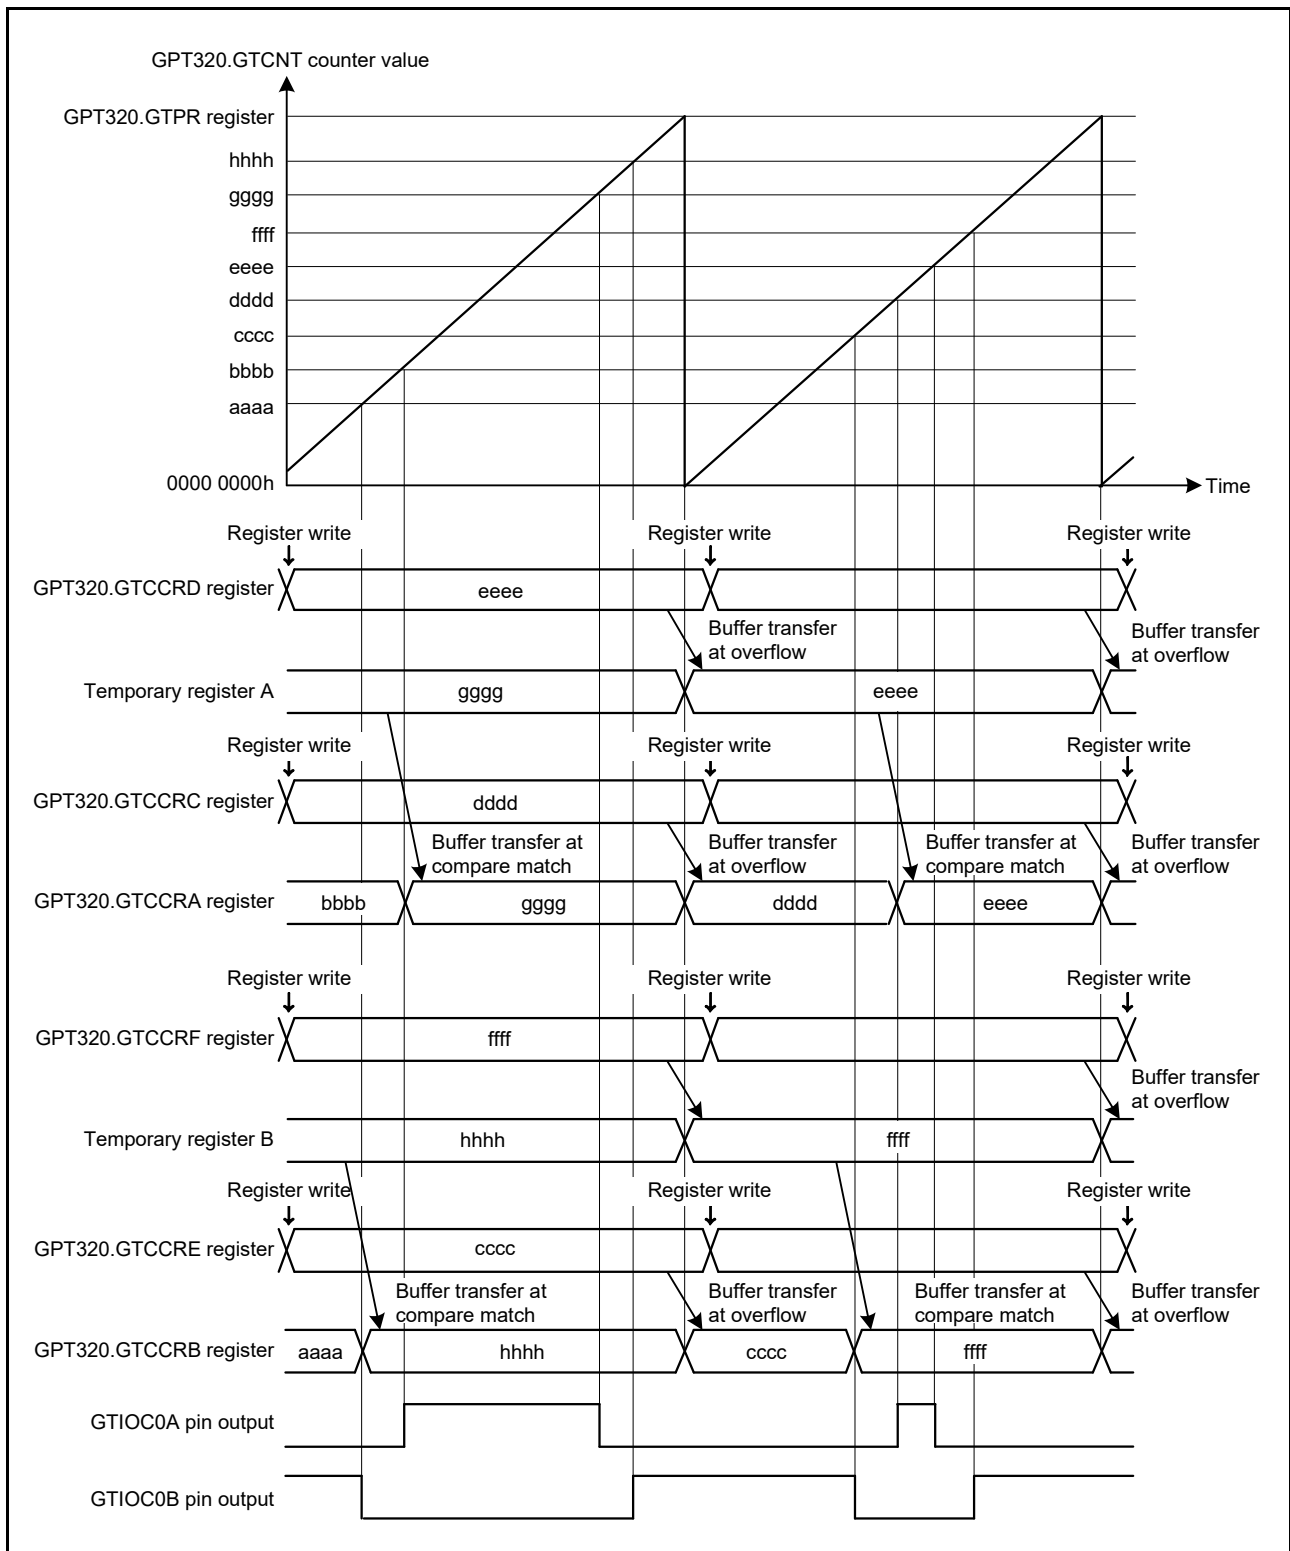 GPT320.GTCNT counter value
GPT320.GTPR register
hhhh
gggg
ffff
eeee
dddd
cccc
bbbb
aaaa
0000 0000h
Time
Register write
Register write
Register write
GPT320.GTCCRD register
eeee
Buffer transfer
at overflow
Buffer transfer
at overflow
Temporary register A
gggg
eeee
Register write
Register write
Register write
GPT320.GTCCRC register
dddd
Buffer transfer at
compare match
Buffer transfer
at overflow
Buffer transfer at
compare match
Buffer transfer
at overflow
GPT320.GTCCRA register
bbbb
gggg
dddd
eeee
Register write
Register write
Register write
GPT320.GTCCRF register
ffff
Buffer transfer
at overflow
Temporary register B
hhhh
ffff
Register write
Register write
Register write
GPT320.GTCCRE register
cccc
Buffer transfer at
compare match
Buffer transfer
at overflow
Buffer transfer at
compare match
Buffer transfer
at overflow
GPT320.GTCCRB register
aaaa
hhhh
cccc
ffff
GTIOC0A pin output
GTIOC0B pin output